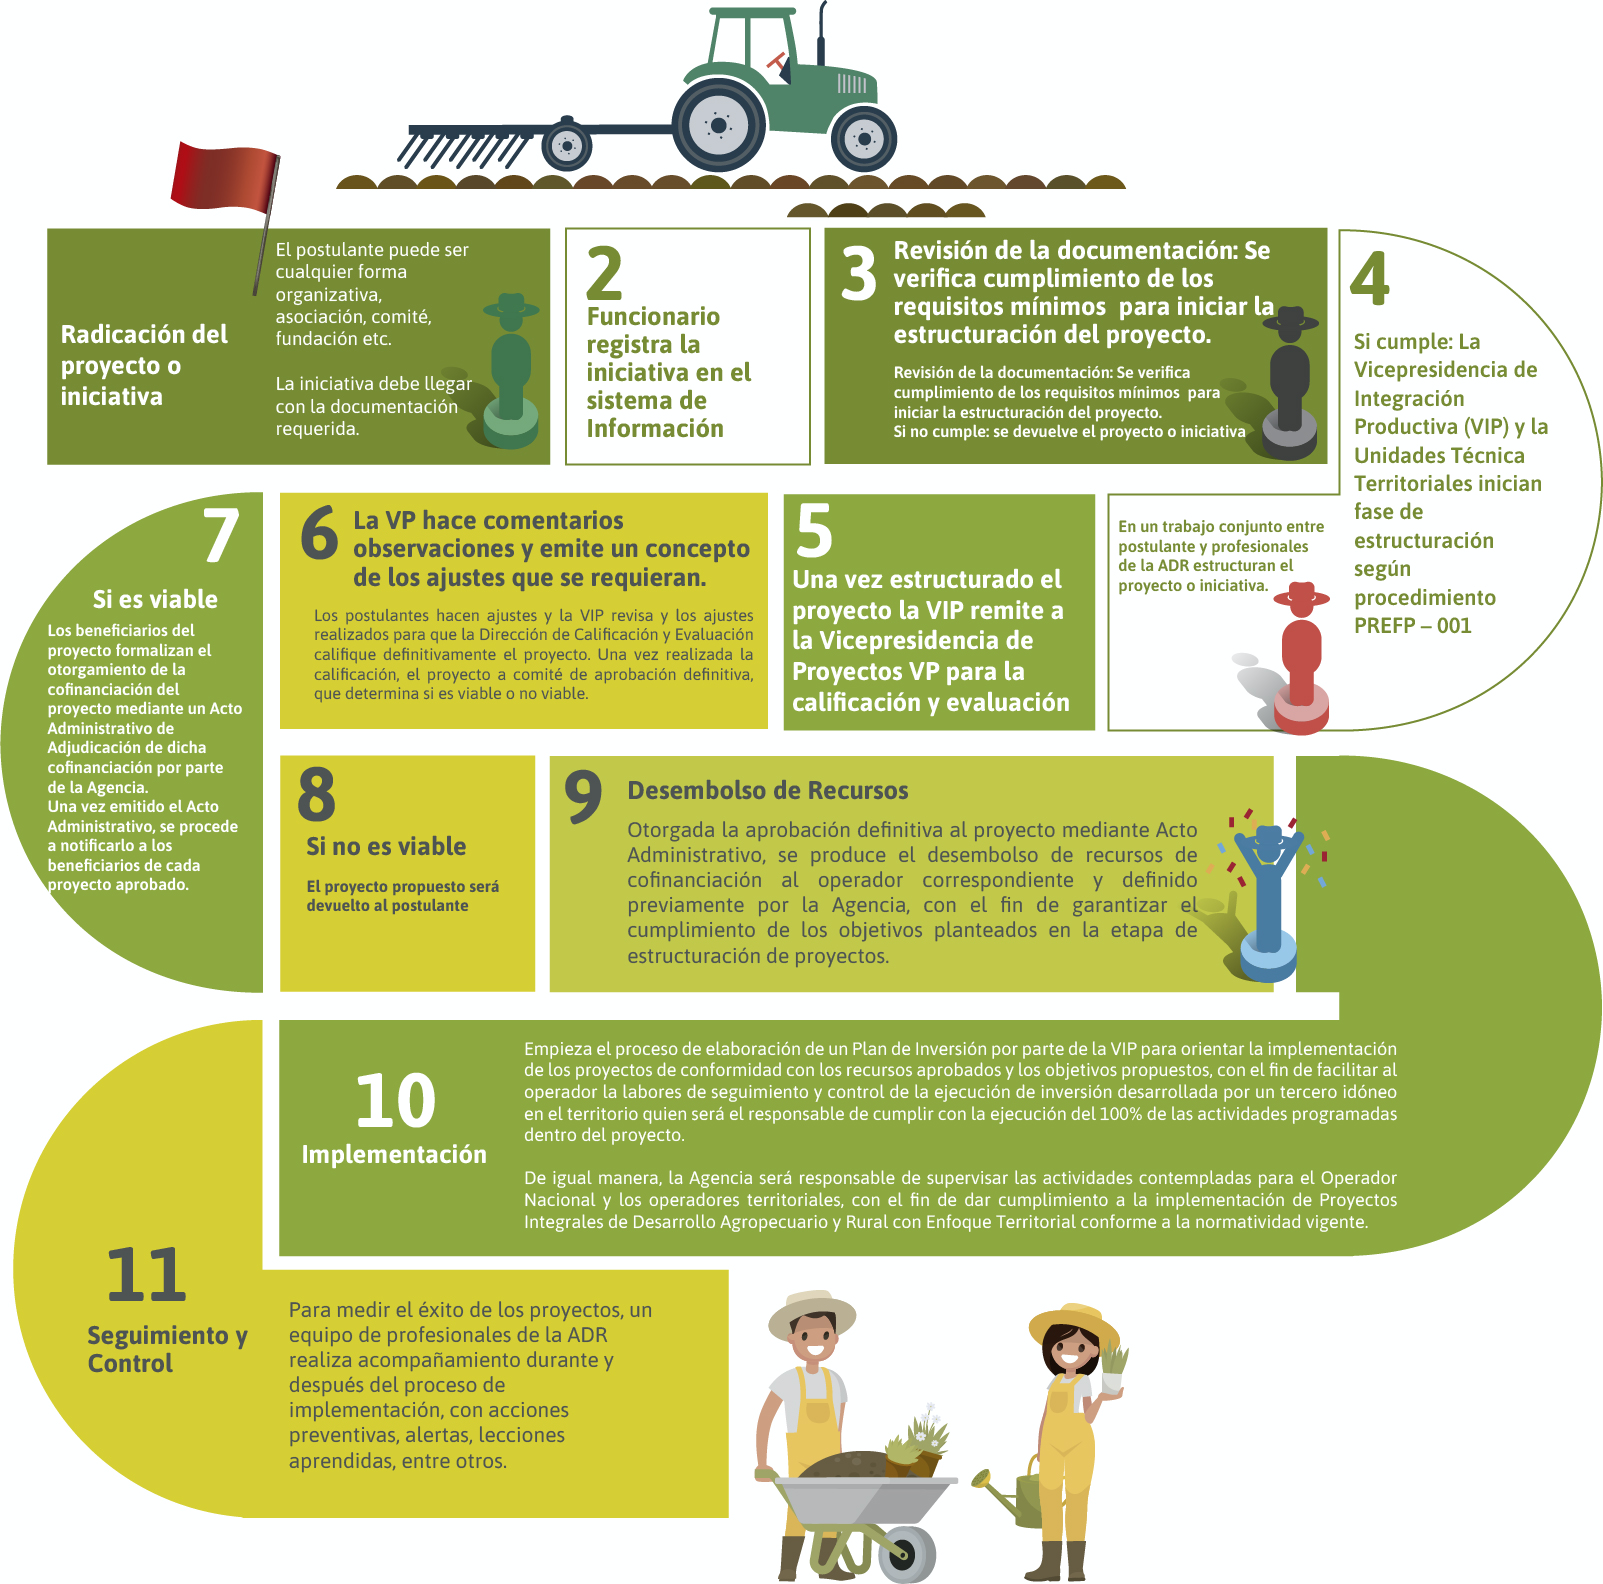 Radicación del
proyecto o
iniciativa
El postulante puede ser
cualquier forma
organizativa,
asociación, comité,
fundación etc.
La iniciativa debe llegar
con la documentación
requerida.
2
Funcionario
registra la
iniciativa en el
sistema de
Información
3
Revisión de la documentación: Se
verifica cumplimiento de los
requisitos mínimos para iniciar la
estructuración del proyecto.
Revisión de la documentación: Se verifica
cumplimiento de los requisitos mínimos para
iniciar la estructuración del proyecto.
Si no cumple: se devuelve el proyecto o iniciativa
4
Si cumple: La
Vicepresidencia de
Integración
Productiva (VIP) y la
Unidades Técnica
Territoriales inician
fase de
estructuración
según
procedimiento
PREFP – 001
En un trabajo conjunto entre
postulante y profesionales
de la ADR estructuran el
proyecto o iniciativa.
5
Una vez estructurado el
proyecto la VIP remite a
la Vicepresidencia de
Proyectos VP para la
calificación y evaluación
6
La VP hace comentarios
observaciones y emite un concepto
de los ajustes que se requieran.
Los postulantes hacen ajustes y la VIP revisa y los ajustes
realizados para que la Dirección de Calificación y Evaluación
califique definitivamente el proyecto. Una vez realizada la
calificación, el proyecto a comité de aprobación definitiva,
que determina si es viable o no viable.
7
Si es viable
Los beneficiarios del
proyecto formalizan el
otorgamiento de la
cofinanciación del
proyecto mediante un Acto
Administrativo de
Adjudicación de dicha
cofinanciación por parte
de la Agencia.
Una vez emitido el Acto
Administrativo, se procede
a notificarlo a los
beneficiarios de cada
proyecto aprobado.
8
Si no es viable
El proyecto propuesto será
devuelto al postulante
9
Desembolso de Recursos
Otorgada la aprobación definitiva al proyecto mediante Acto
Administrativo, se produce el desembolso de recursos de
cofinanciación al operador correspondiente y definido
previamente por la Agencia, con el fin de garantizar el
cumplimiento de los objetivos planteados en la etapa de
estructuración de proyectos.
10
Implementación
Empieza el proceso de elaboración de un Plan de Inversión por parte de la VIP para orientar la implementación
de los proyectos de conformidad con los recursos aprobados y los objetivos propuestos, con el fin de facilitar al
operador la labores de seguimiento y control de la ejecución de inversión desarrollada por un tercero idóneo
en el territorio quien será el responsable de cumplir con la ejecución del 100% de las actividades programadas
dentro del proyecto.
De igual manera, la Agencia será responsable de supervisar las actividades contempladas para el Operador
Nacional y los operadores territoriales, con el fin de dar cumplimiento a la implementación de Proyectos
Integrales de Desarrollo Agropecuario y Rural con Enfoque Territorial conforme a la normatividad vigente.
11
Seguimiento y
Control
Para medir el éxito de los proyectos, un
equipo de profesionales de la ADR
realiza acompañamiento durante y
después del proceso de
implementación, con acciones
preventivas, alertas, lecciones
aprendidas, entre otros.